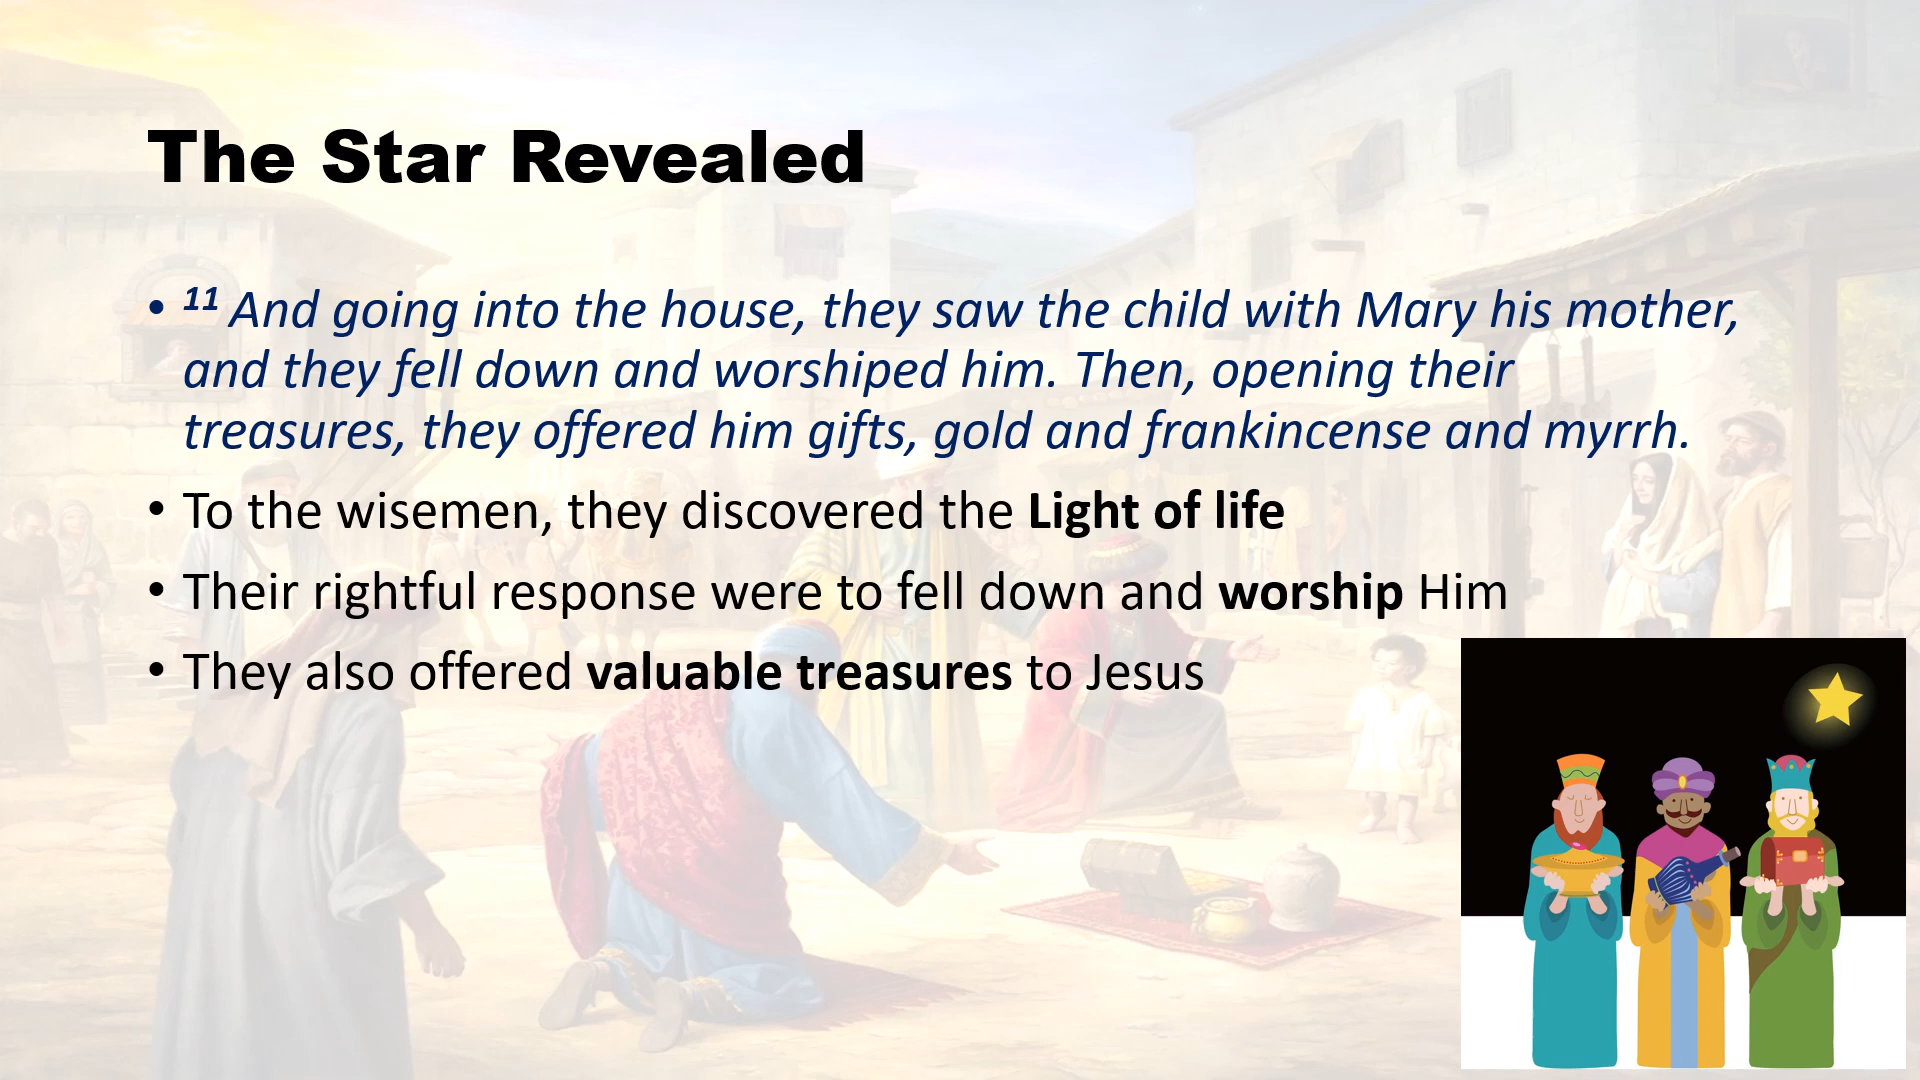 The Star Revealed
• 11 And going into the house, they saw the child with Mary his mother,
and they fell down and worshiped him. Then, opening their
treasures, they offered him gifts, gold and frankincense and myrrh.
• To the wisemen, they discovered the Light of life
• Their rightful response were to fell down and worship Him
• They also offered valuable treasures to Jesus